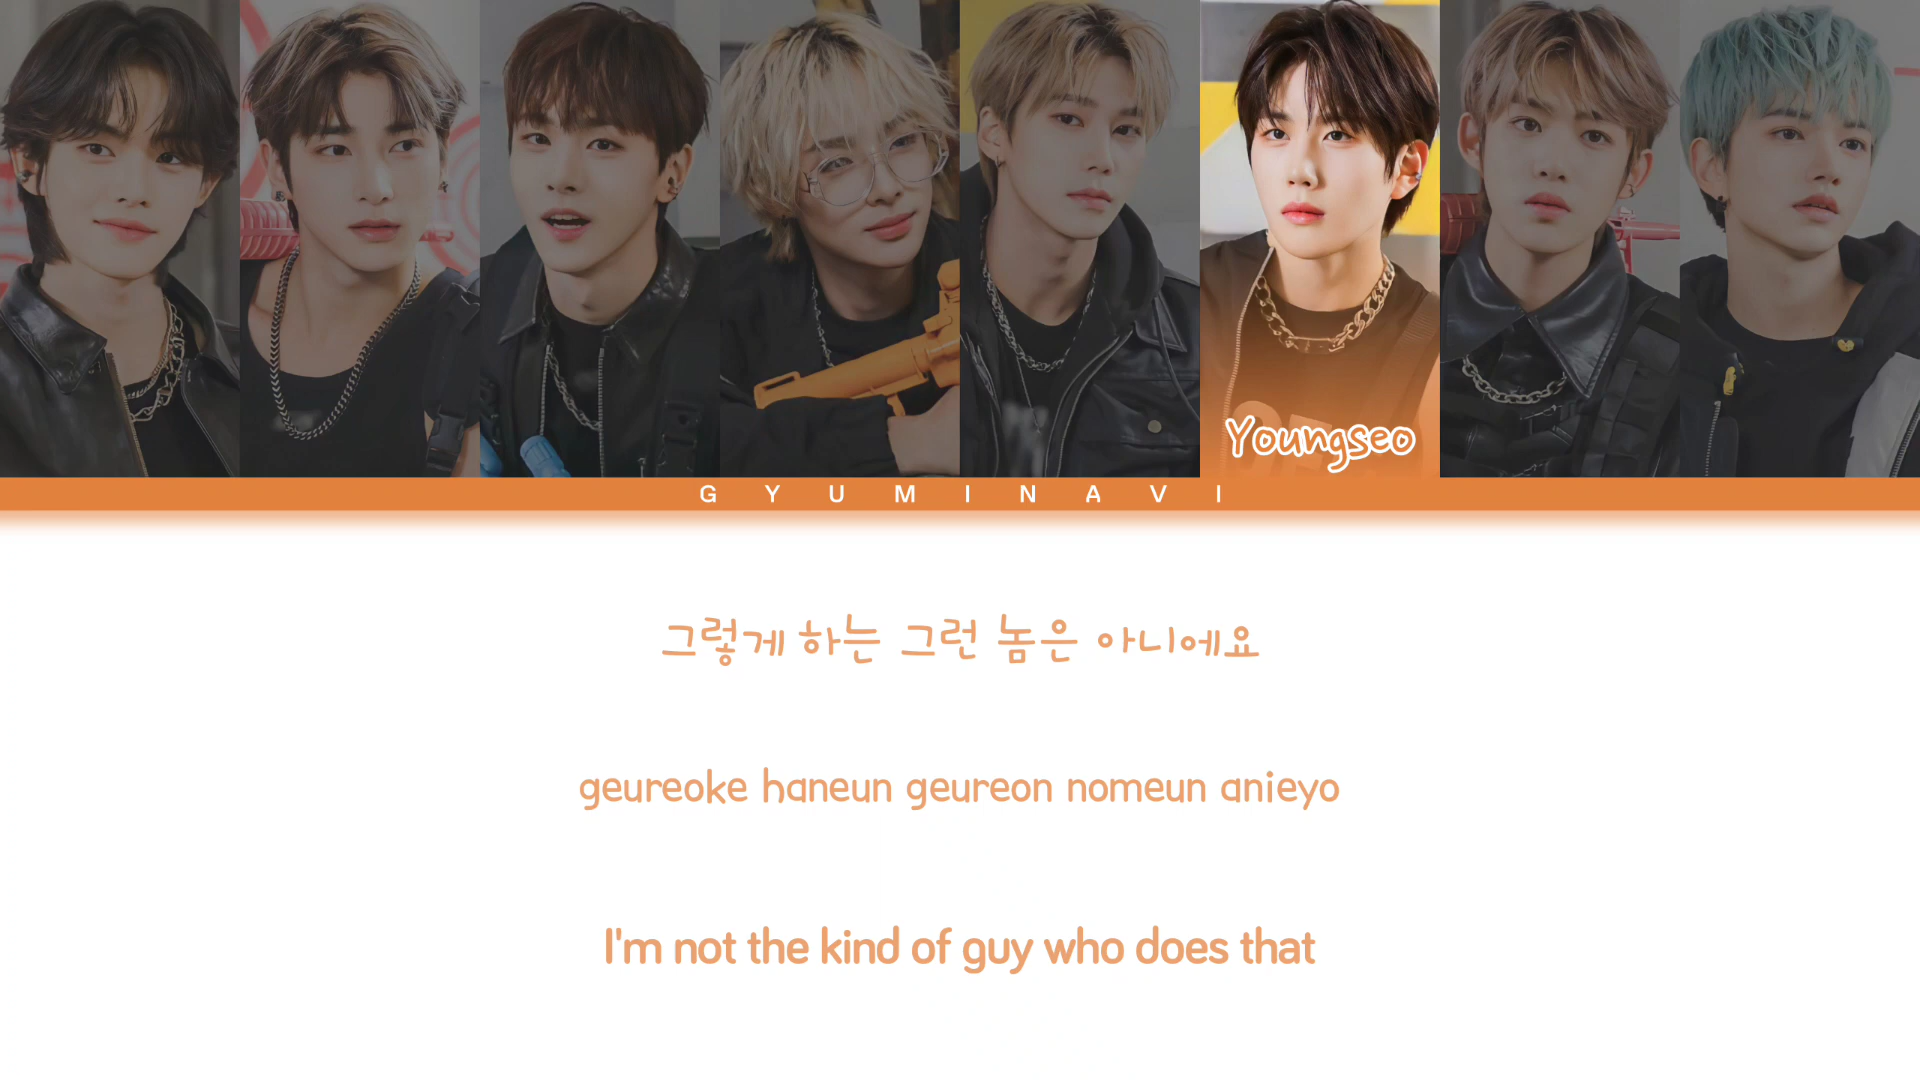 Youngseo
GYUMINAVI
그렇게 하는 그런 놈은 아니에요
geureoke haneun geureon nomeun anieyo
I'm not the kind of guy who does that